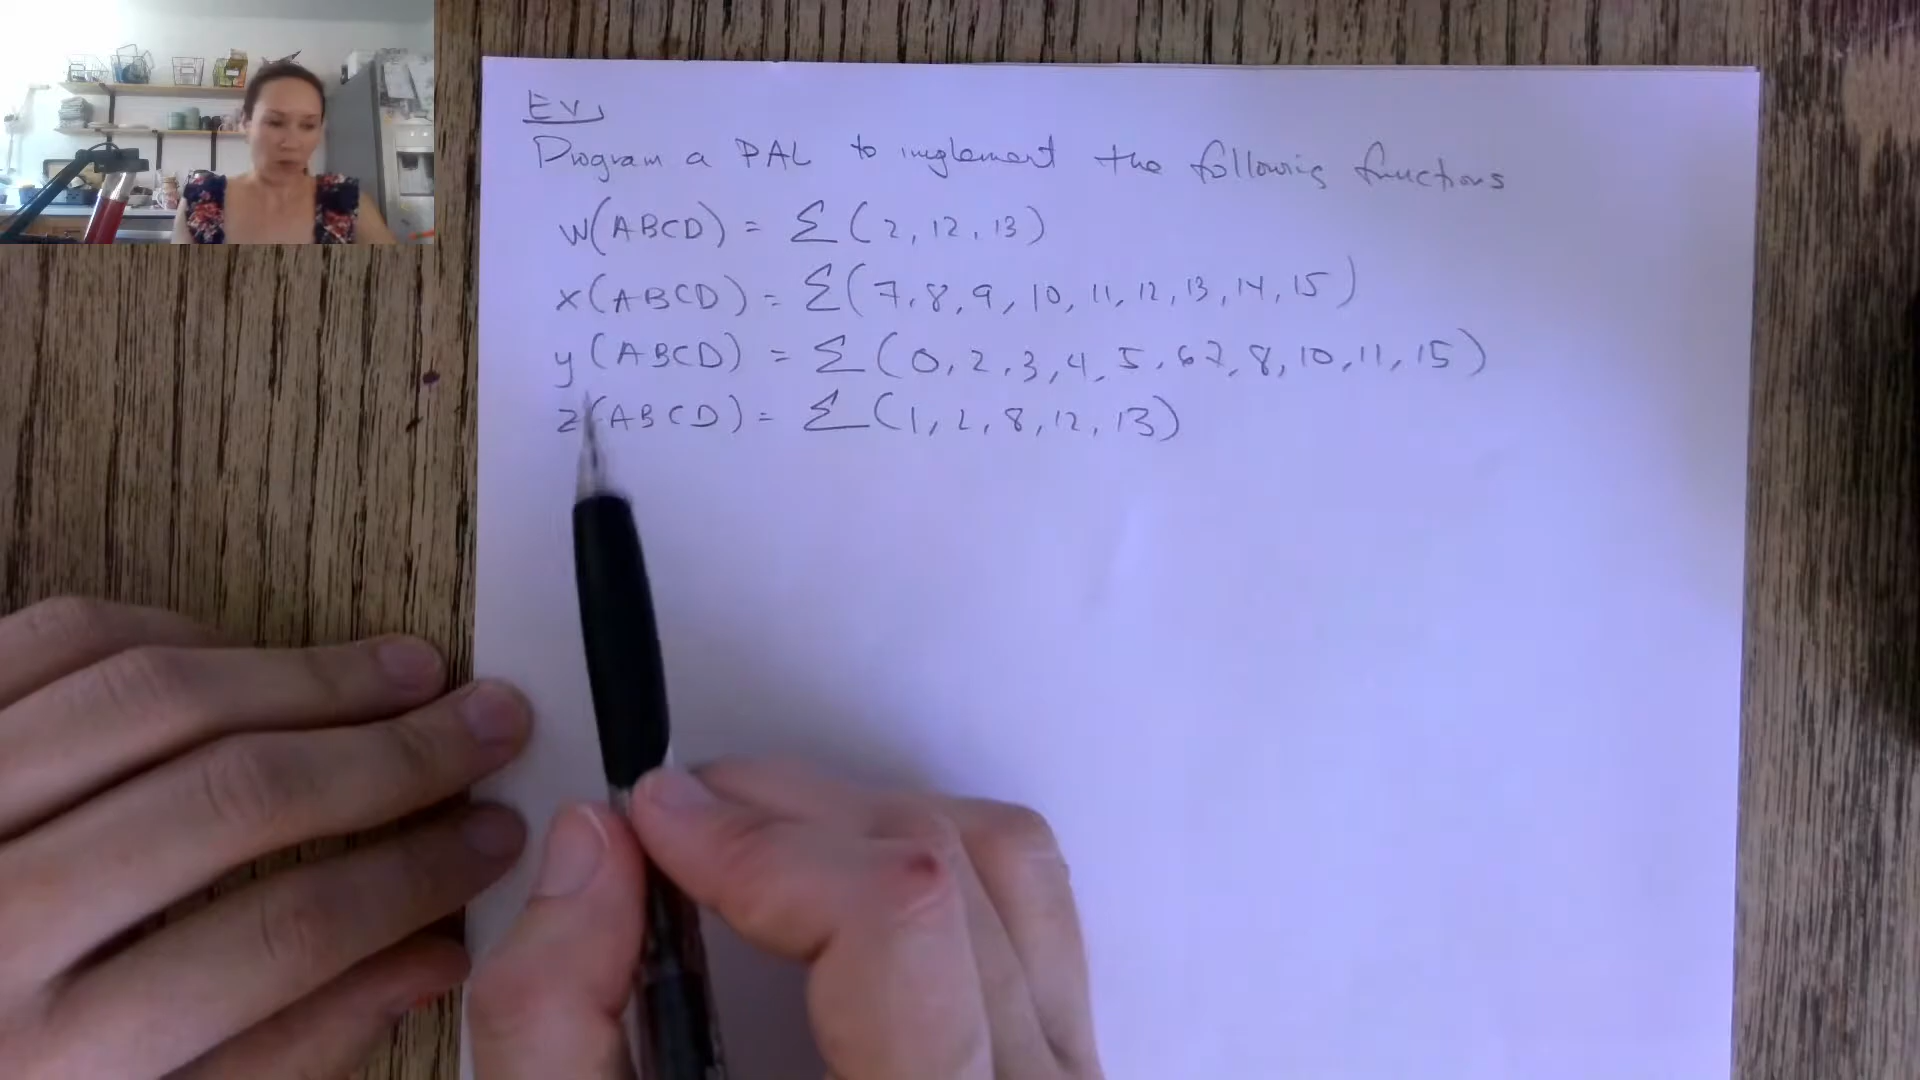 Ex,
Program a PAL to implement the following functions
w(ABCD) = Σ(2, 12, 13)
x(ABCD) = Σ(7, 8, 9, 10, 11, 12, 13, 14, 15)
y(ABCD) = Σ(0, 2, 3, 4, 5, 6 7, 8, 10, 11, 15)
z(ABCD) = Σ(1, 2, 8, 12, 13)